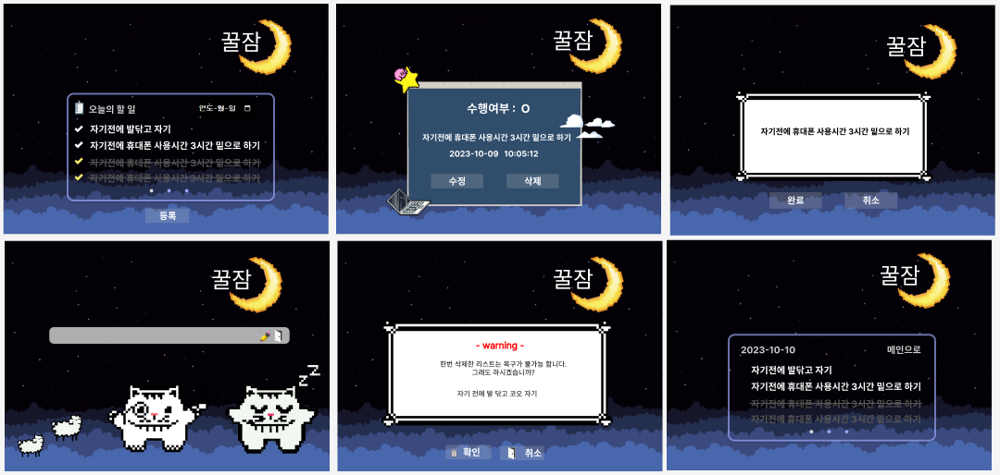 꿀잠
오늘의 할 일 연도-월-일
자기전에 발닦고 자기
자기전에 휴대폰 사용시간 3시간 밑으로 하기
자기전에 휴대폰 사용시간 3시간 밑으로 하기
자기전에 휴대폰 사용시간 3시간 밑으로 하기
등록
꿀잠
수행여부 : O
자기전에 휴대폰 사용시간 3시간 밑으로 하기
2023-10-09 10:05:12
수정 삭제
꿀잠
자기전에 휴대폰 사용시간 3시간 밑으로 하기
완료 취소
꿀잠
z Z
꿀잠
- warning -
한번 삭제한 리스트는 복구가 불가능 합니다.
그래도 하시겠습니까?
자기 전에 발 닦고 코오 자기
확인 취소
꿀잠
2023-10-10 메인으로
자기전에 발닦고 자기
자기전에 휴대폰 사용시간 3시간 밑으로 하기
자기전에 휴대폰 사용시간 3시간 밑으로 하기
자기전에 휴대폰 사용시간 3시간 밑으로 하기